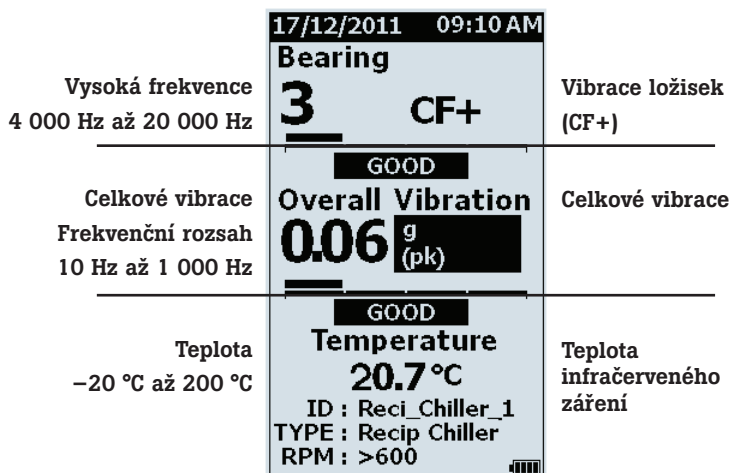 17/12/2011 09:10 AM
Bearing
3 CF+
GOOD
Overall Vibration
0.06 g
(pk)
GOOD
Temperature
20.7 °C
ID : Reci_Chiller_1
TYPE : Recip Chiller
RPM : >600
Vysoká frekvence
4 000 Hz až 20 000 Hz
Celkové vibrace
Frekvenční rozsah
10 Hz až 1 000 Hz
Teplota
−20 °C až 200 °C
Vibrace ložisek
(CF+)
Celkové vibrace
Teplota
infračerveného
záření